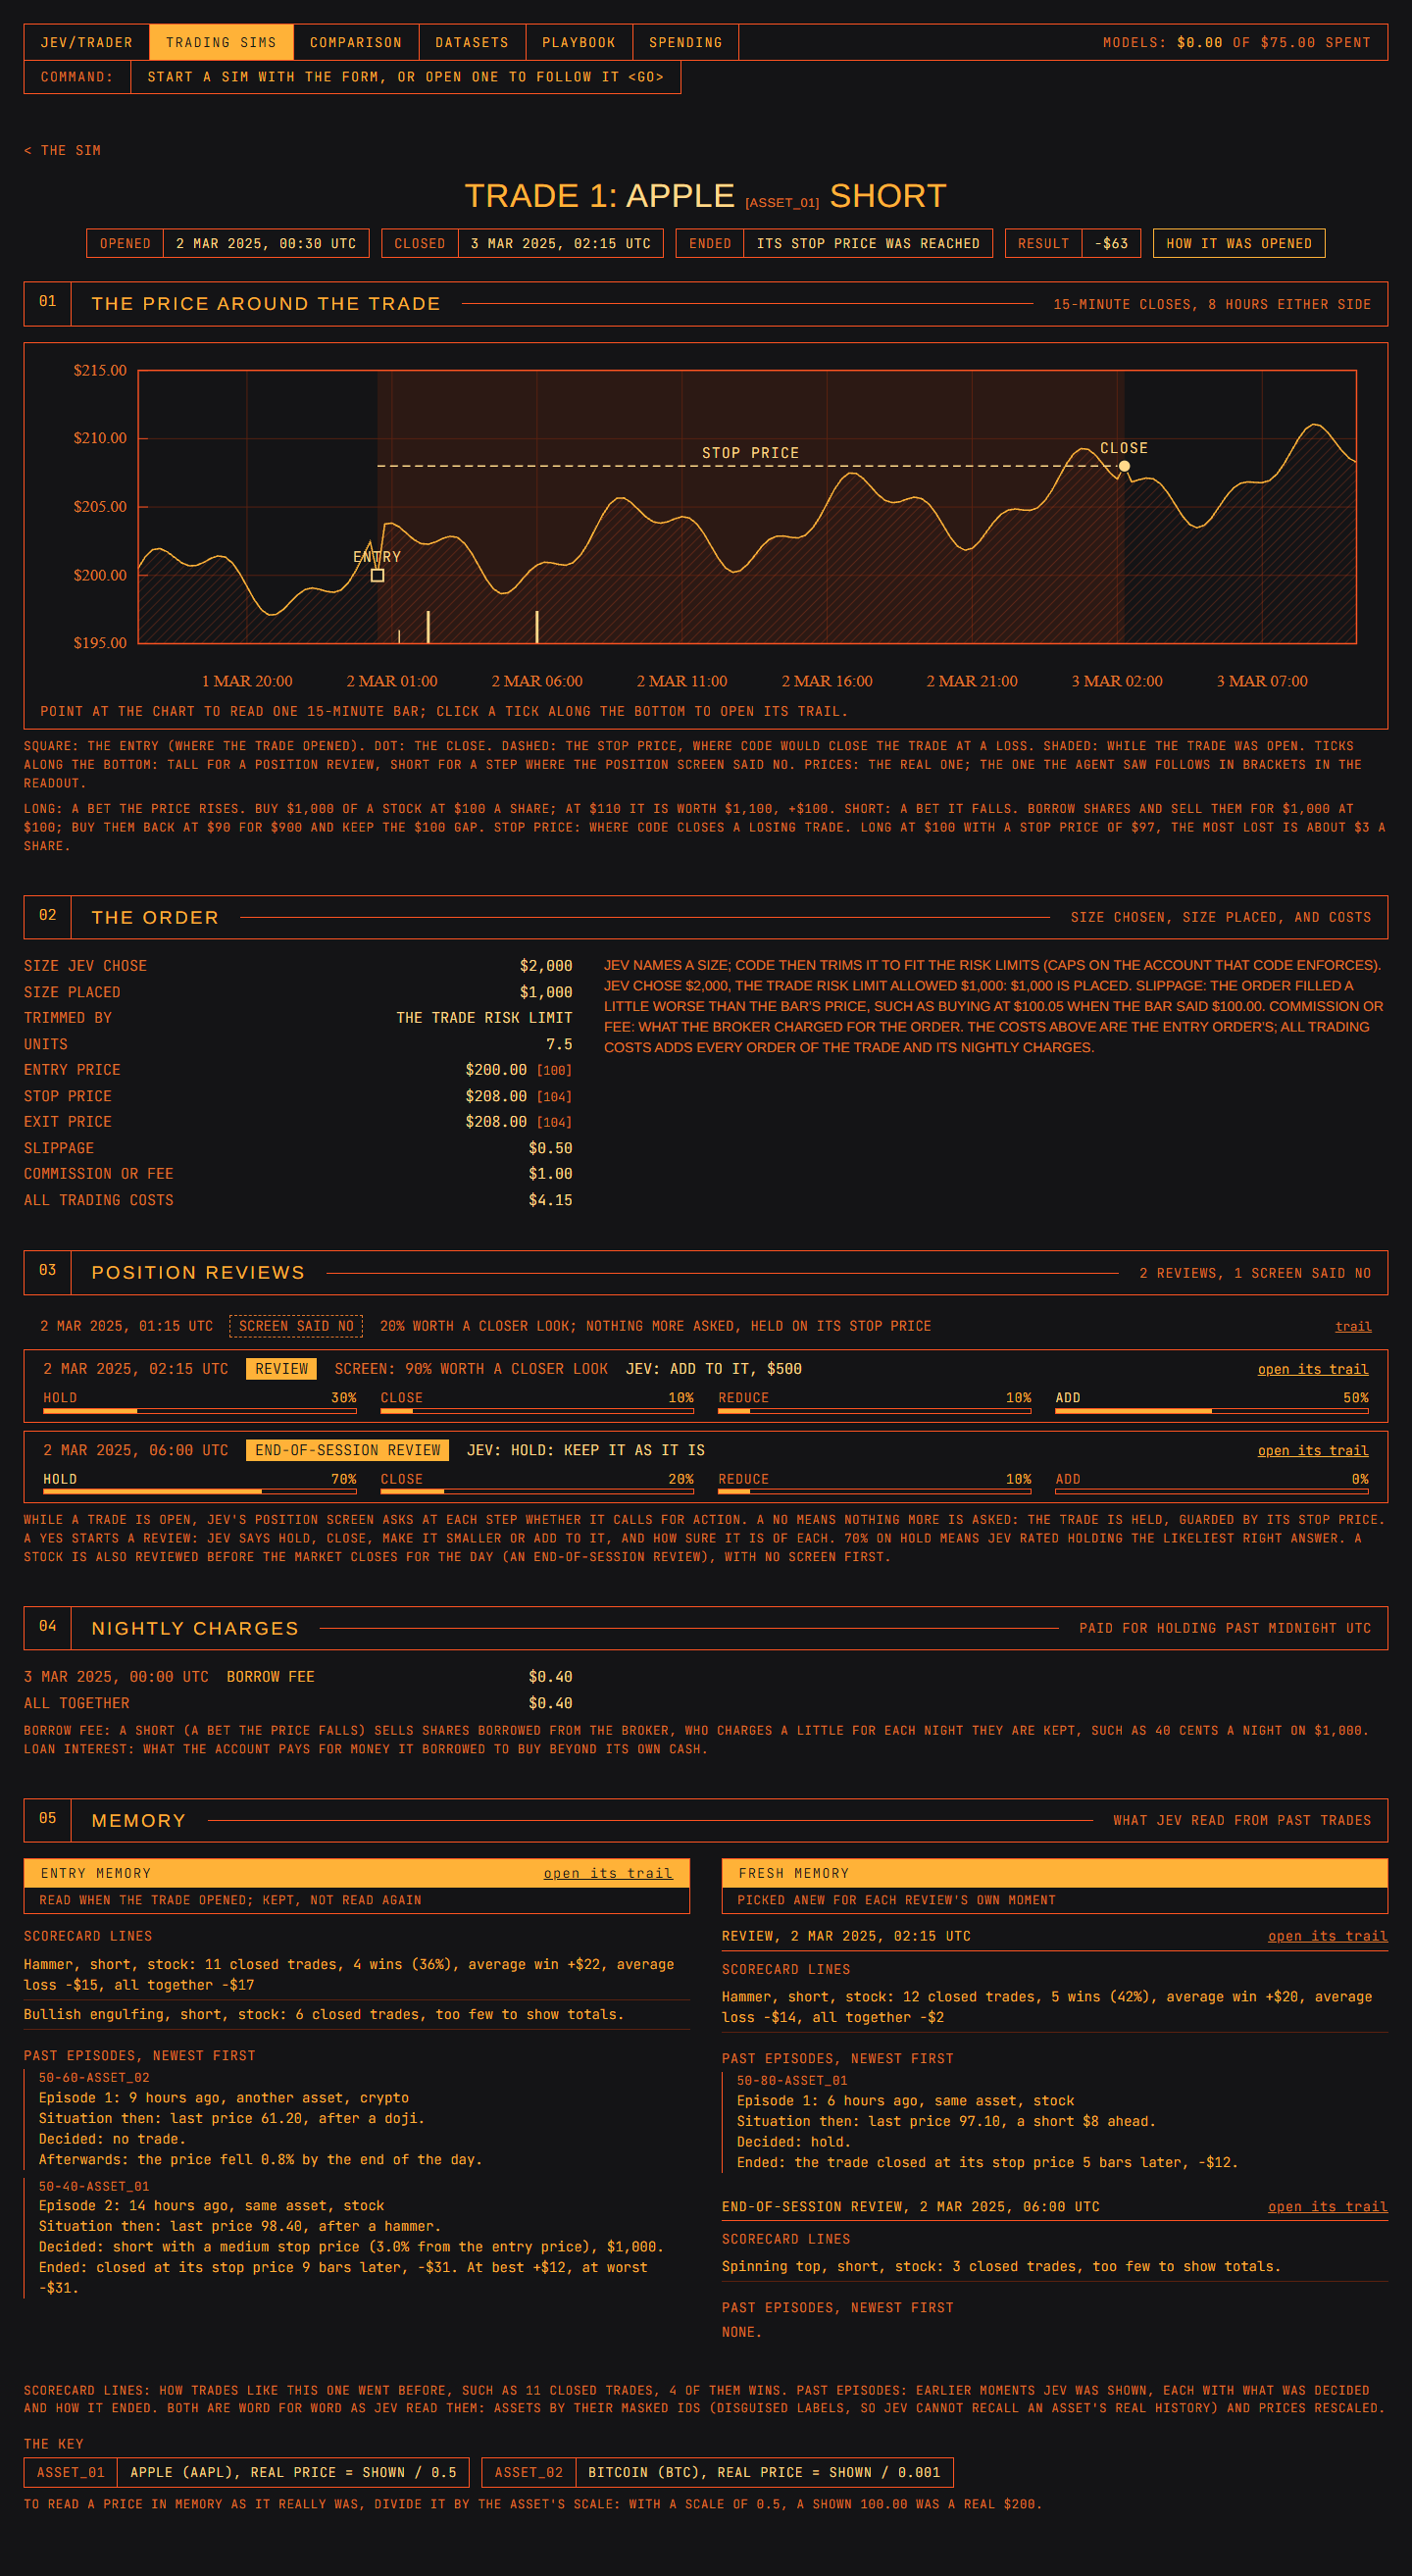 JEV/TRADER TRADING SIMS COMPARISON DATASETS PLAYBOOK SPENDING MODELS: $0.00 OF $75.00 SPENT
COMMAND: START A SIM WITH THE FORM, OR OPEN ONE TO FOLLOW IT <GO>
< THE SIM
TRADE 1: APPLE [ASSET_01] SHORT
OPENED 2 MAR 2025, 00:30 UTC CLOSED 3 MAR 2025, 02:15 UTC ENDED ITS STOP PRICE WAS REACHED RESULT -$63 HOW IT WAS OPENED
01 THE PRICE AROUND THE TRADE 15-MINUTE CLOSES, 8 HOURS EITHER SIDE
$215.00
$210.00
$205.00
$200.00
$195.00
STOP PRICE
CLOSE
ENTRY
1 MAR 20:00 2 MAR 01:00 2 MAR 06:00 2 MAR 11:00 2 MAR 16:00 2 MAR 21:00 3 MAR 02:00 3 MAR 07:00
POINT AT THE CHART TO READ ONE 15-MINUTE BAR; CLICK A TICK ALONG THE BOTTOM TO OPEN ITS TRAIL.
SQUARE: THE ENTRY (WHERE THE TRADE OPENED). DOT: THE CLOSE. DASHED: THE STOP PRICE, WHERE CODE WOULD CLOSE THE TRADE AT A LOSS. SHADED: WHILE THE TRADE WAS OPEN. TICKS
ALONG THE BOTTOM: TALL FOR A POSITION REVIEW, SHORT FOR A STEP WHERE THE POSITION SCREEN SAID NO. PRICES: THE REAL ONE; THE ONE THE AGENT SAW FOLLOWS IN BRACKETS IN THE
READOUT.
LONG: A BET THE PRICE RISES. BUY $1,000 OF A STOCK AT $100 A SHARE; AT $110 IT IS WORTH $1,100, +$100. SHORT: A BET IT FALLS. BORROW SHARES AND SELL THEM FOR $1,000 AT
$100; BUY THEM BACK AT $90 FOR $900 AND KEEP THE $100 GAP. STOP PRICE: WHERE CODE CLOSES A LOSING TRADE. LONG AT $100 WITH A STOP PRICE OF $97, THE MOST LOST IS ABOUT $3 A
SHARE.
02 THE ORDER SIZE CHOSEN, SIZE PLACED, AND COSTS
SIZE JEV CHOSE $2,000
SIZE PLACED $1,000
TRIMMED BY THE TRADE RISK LIMIT
UNITS 7.5
ENTRY PRICE $200.00 [100]
STOP PRICE $208.00 [104]
EXIT PRICE $208.00 [104]
SLIPPAGE $0.50
COMMISSION OR FEE $1.00
ALL TRADING COSTS $4.15
JEV NAMES A SIZE; CODE THEN TRIMS IT TO FIT THE RISK LIMITS (CAPS ON THE ACCOUNT THAT CODE ENFORCES).
JEV CHOSE $2,000, THE TRADE RISK LIMIT ALLOWED $1,000: $1,000 IS PLACED. SLIPPAGE: THE ORDER FILLED A
LITTLE WORSE THAN THE BAR'S PRICE, SUCH AS BUYING AT $100.05 WHEN THE BAR SAID $100.00. COMMISSION OR
FEE: WHAT THE BROKER CHARGED FOR THE ORDER. THE COSTS ABOVE ARE THE ENTRY ORDER'S; ALL TRADING
COSTS ADDS EVERY ORDER OF THE TRADE AND ITS NIGHTLY CHARGES.
03 POSITION REVIEWS 2 REVIEWS, 1 SCREEN SAID NO
2 MAR 2025, 01:15 UTC SCREEN SAID NO 20% WORTH A CLOSER LOOK; NOTHING MORE ASKED, HELD ON ITS STOP PRICE trail
2 MAR 2025, 02:15 UTC REVIEW SCREEN: 90% WORTH A CLOSER LOOK JEV: ADD TO IT, $500 open its trail
HOLD 30% CLOSE 10% REDUCE 10% ADD 50%
2 MAR 2025, 06:00 UTC END-OF-SESSION REVIEW JEV: HOLD: KEEP IT AS IT IS open its trail
HOLD 70% CLOSE 20% REDUCE 10% ADD 0%
WHILE A TRADE IS OPEN, JEV'S POSITION SCREEN ASKS AT EACH STEP WHETHER IT CALLS FOR ACTION. A NO MEANS NOTHING MORE IS ASKED: THE TRADE IS HELD, GUARDED BY ITS STOP PRICE.
A YES STARTS A REVIEW: JEV SAYS HOLD, CLOSE, MAKE IT SMALLER OR ADD TO IT, AND HOW SURE IT IS OF EACH. 70% ON HOLD MEANS JEV RATED HOLDING THE LIKELIEST RIGHT ANSWER. A
STOCK IS ALSO REVIEWED BEFORE THE MARKET CLOSES FOR THE DAY (AN END-OF-SESSION REVIEW), WITH NO SCREEN FIRST.
04 NIGHTLY CHARGES PAID FOR HOLDING PAST MIDNIGHT UTC
3 MAR 2025, 00:00 UTC BORROW FEE $0.40
ALL TOGETHER $0.40
BORROW FEE: A SHORT (A BET THE PRICE FALLS) SELLS SHARES BORROWED FROM THE BROKER, WHO CHARGES A LITTLE FOR EACH NIGHT THEY ARE KEPT, SUCH AS 40 CENTS A NIGHT ON $1,000.
LOAN INTEREST: WHAT THE ACCOUNT PAYS FOR MONEY IT BORROWED TO BUY BEYOND ITS OWN CASH.
05 MEMORY WHAT JEV READ FROM PAST TRADES
ENTRY MEMORY open its trail
READ WHEN THE TRADE OPENED; KEPT, NOT READ AGAIN
SCORECARD LINES
Hammer, short, stock: 11 closed trades, 4 wins (36%), average win +$22, average
loss -$15, all together -$17
Bullish engulfing, short, stock: 6 closed trades, too few to show totals.
PAST EPISODES, NEWEST FIRST
50-60-ASSET_02
Episode 1: 9 hours ago, another asset, crypto
Situation then: last price 61.20, after a doji.
Decided: no trade.
Afterwards: the price fell 0.8% by the end of the day.
50-40-ASSET_01
Episode 2: 14 hours ago, same asset, stock
Situation then: last price 98.40, after a hammer.
Decided: short with a medium stop price (3.0% from the entry price), $1,000.
Ended: closed at its stop price 9 bars later, -$31. At best +$12, at worst
-$31.
FRESH MEMORY
PICKED ANEW FOR EACH REVIEW'S OWN MOMENT
REVIEW, 2 MAR 2025, 02:15 UTC open its trail
SCORECARD LINES
Hammer, short, stock: 12 closed trades, 5 wins (42%), average win +$20, average
loss -$14, all together -$2
PAST EPISODES, NEWEST FIRST
50-80-ASSET_01
Episode 1: 6 hours ago, same asset, stock
Situation then: last price 97.10, a short $8 ahead.
Decided: hold.
Ended: the trade closed at its stop price 5 bars later, -$12.
END-OF-SESSION REVIEW, 2 MAR 2025, 06:00 UTC open its trail
SCORECARD LINES
Spinning top, short, stock: 3 closed trades, too few to show totals.
PAST EPISODES, NEWEST FIRST
NONE.
SCORECARD LINES: HOW TRADES LIKE THIS ONE WENT BEFORE, SUCH AS 11 CLOSED TRADES, 4 OF THEM WINS. PAST EPISODES: EARLIER MOMENTS JEV WAS SHOWN, EACH WITH WHAT WAS DECIDED
AND HOW IT ENDED. BOTH ARE WORD FOR WORD AS JEV READ THEM: ASSETS BY THEIR MASKED IDS (DISGUISED LABELS, SO JEV CANNOT RECALL AN ASSET'S REAL HISTORY) AND PRICES RESCALED.
THE KEY
ASSET_01 APPLE (AAPL), REAL PRICE = SHOWN / 0.5 ASSET_02 BITCOIN (BTC), REAL PRICE = SHOWN / 0.001
TO READ A PRICE IN MEMORY AS IT REALLY WAS, DIVIDE IT BY THE ASSET'S SCALE: WITH A SCALE OF 0.5, A SHOWN 100.00 WAS A REAL $200.